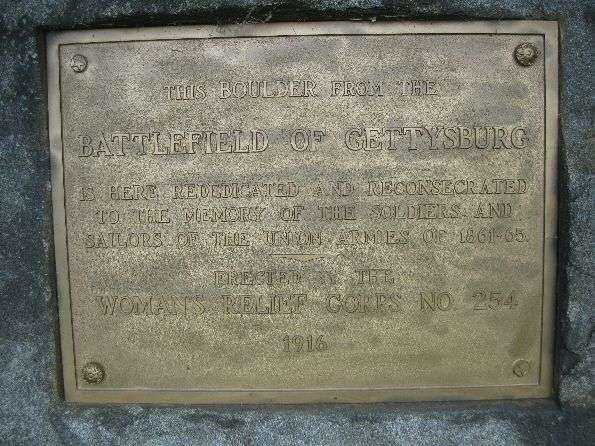 THIS BOULDER FROM THE
BATTLEFIELD OF GETTYSBURG
IS HERE REDEDICATED AND RECONSECRATED
TO THE MEMORY OF THE SOLDIERS AND
SAILORS OF THE UNION ARMIES OF 1861-65.
ERECTED BY THE
WOMAN'S RELIEF CORPS NO 254
1916